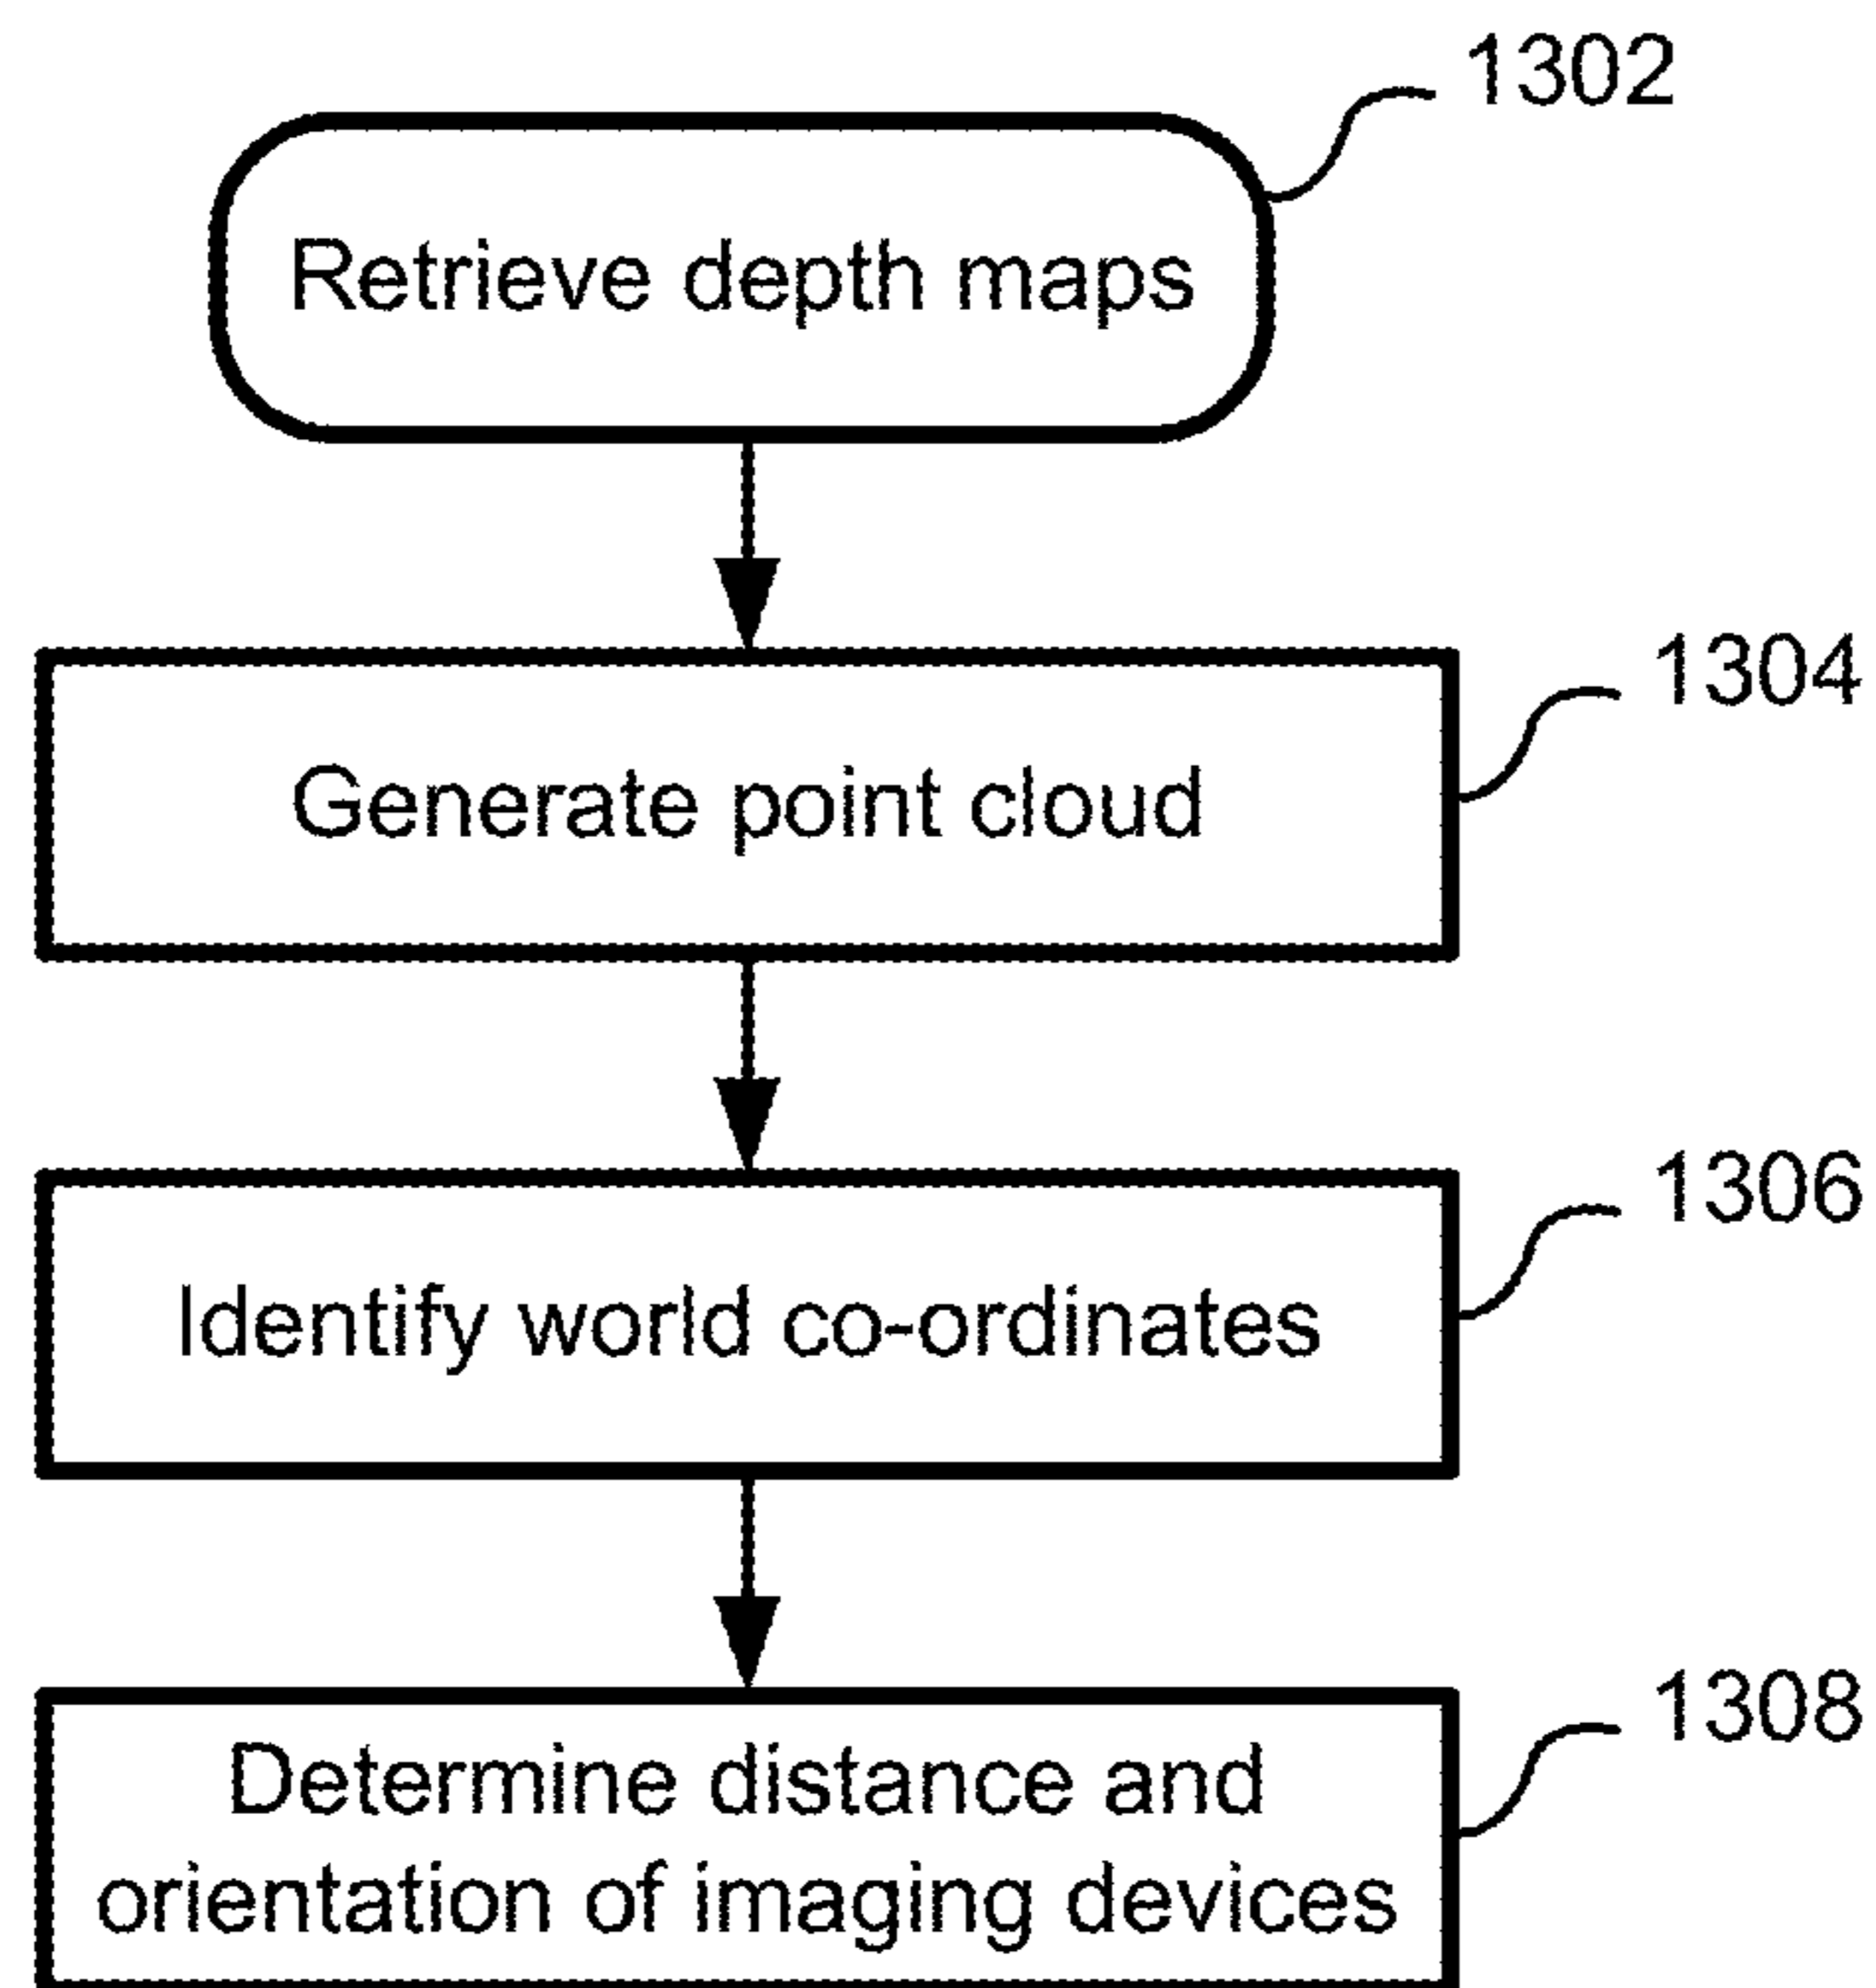 1302
Retrieve depth maps
1304
Generate point cloud
1306
Identify world co-ordinates
1308
Determine distance and
orientation of imaging devices